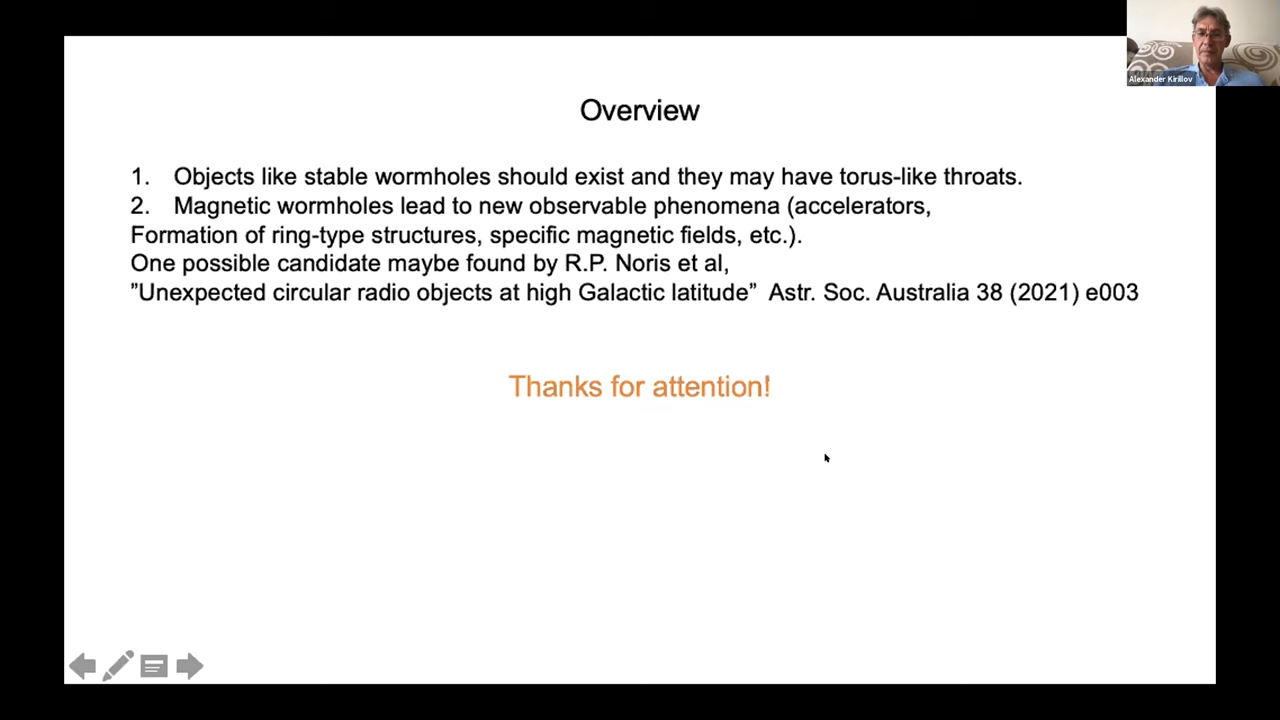 Alexander Kirillov
Overview
1. Objects like stable wormholes should exist and they may have torus-like throats.
2. Magnetic wormholes lead to new observable phenomena (accelerators,
Formation of ring-type structures, specific magnetic fields, etc.).
One possible candidate maybe found by R.P. Noris et al,
”Unexpected circular radio objects at high Galactic latitude” Astr. Soc. Australia 38 (2021) e003
Thanks for attention!